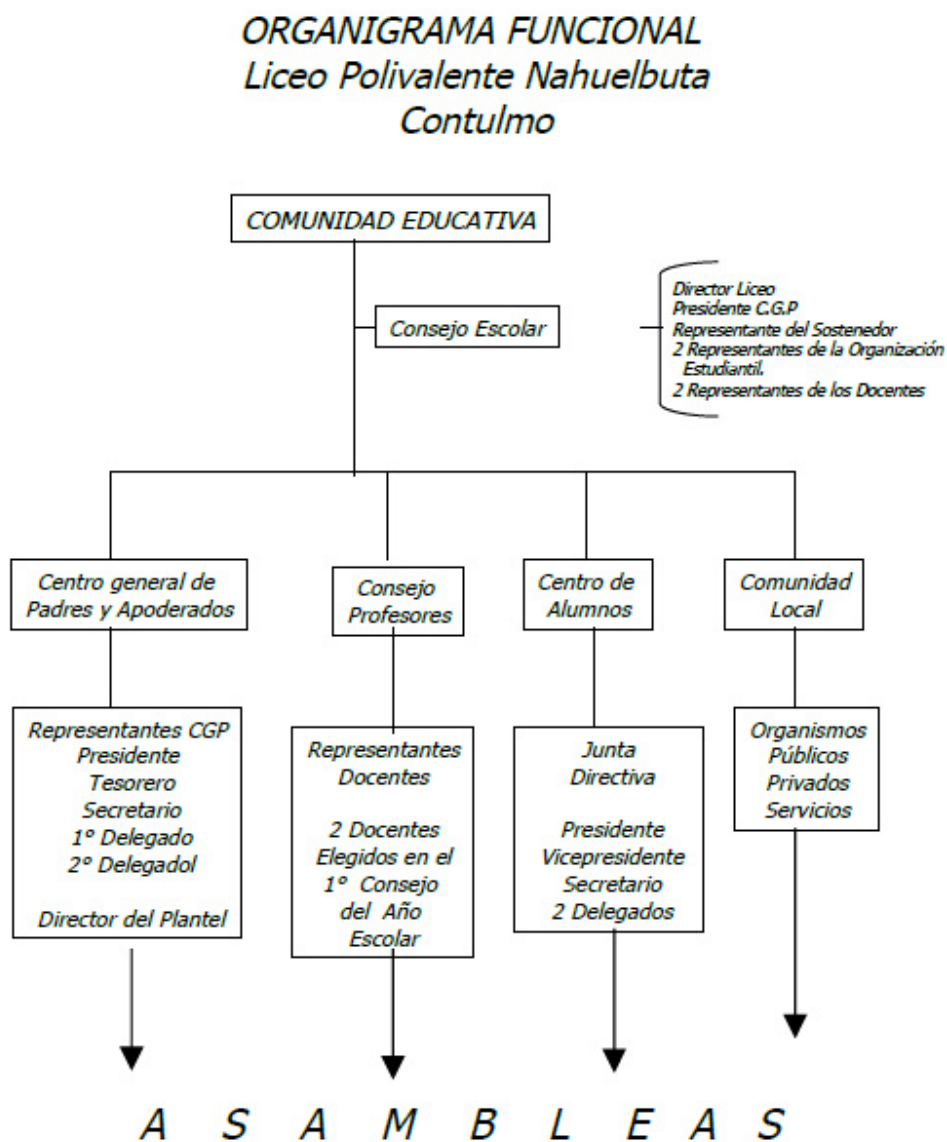 ORGANIGRAMA FUNCIONAL
Liceo Polivalente Nahuelbuta
Contulmo
COMUNIDAD EDUCATIVA
Consejo Escolar
Director Liceo
Presidente C.G.P
Representante del Sostenedor
2 Representantes de la Organización
Estudiantil.
2 Representantes de los Docentes
Centro general de
Padres y Apoderados
Consejo
Profesores
Centro de
Alumnos
Comunidad
Local
Representantes CGP
Presidente
Tesorero
Secretario
1° Delegado
2° Delegadol
Director del Plantel
Representantes
Docentes
2 Docentes
Elegidos en el
1° Consejo
del Año
Escolar
Junta
Directiva
Presidente
Vicepresidente
Secretario
2 Delegados
Organismos
Públicos
Privados
Servicios
A S A M B L E A S